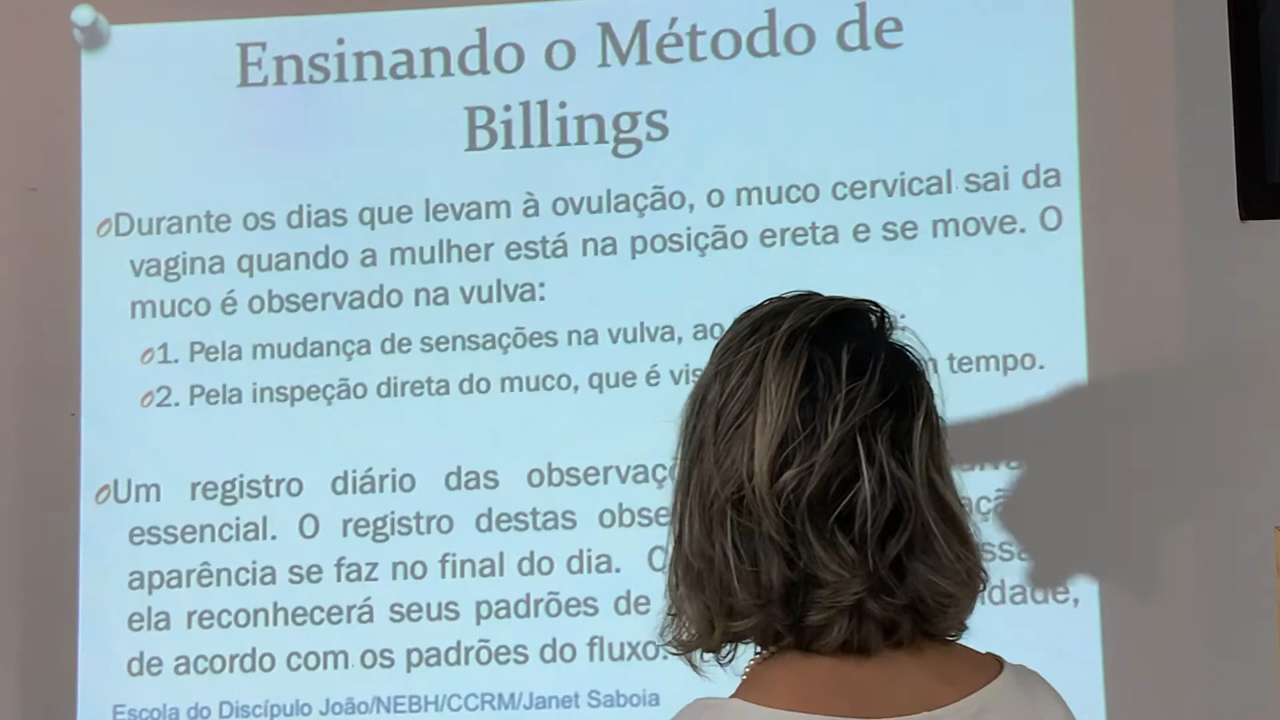 Ensinando o Método de
Billings
Durante os dias que levam à ovulação, o muco cervical sai da
vagina quando a mulher está na posição ereta e se move. O
muco é observado na vulva:
1. Pela mudança de sensações na vulva, ao
2. Pela inspeção direta do muco, que é tempo.
Um registro diário das
essencial. O registro destas
aparência se faz no final do dia.
ela reconhecerá seus padrões de
de acordo com os padrões do fluxo.
Escola do Discípulo João/NEBH/CCRM/Janet Saboia